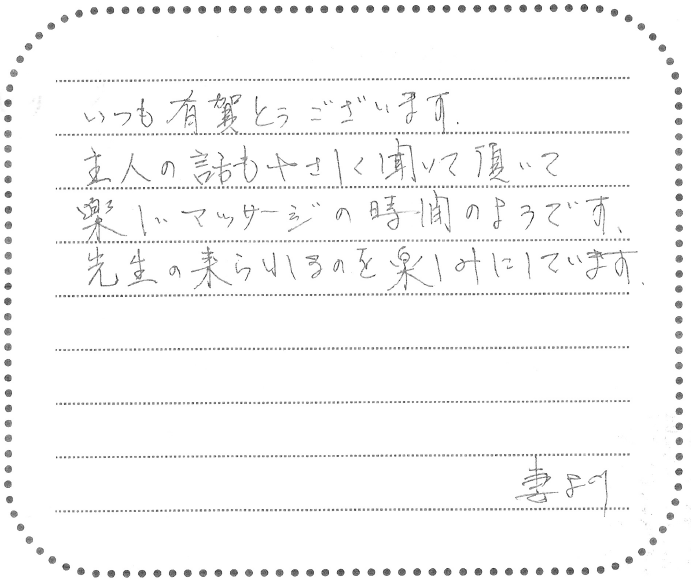 いつも有賀とうございます.
主人の話もやさしく聞いて頂いて
楽しいマッサージの時間のようです.
先生の来られるのを楽しみにしています.
妻より